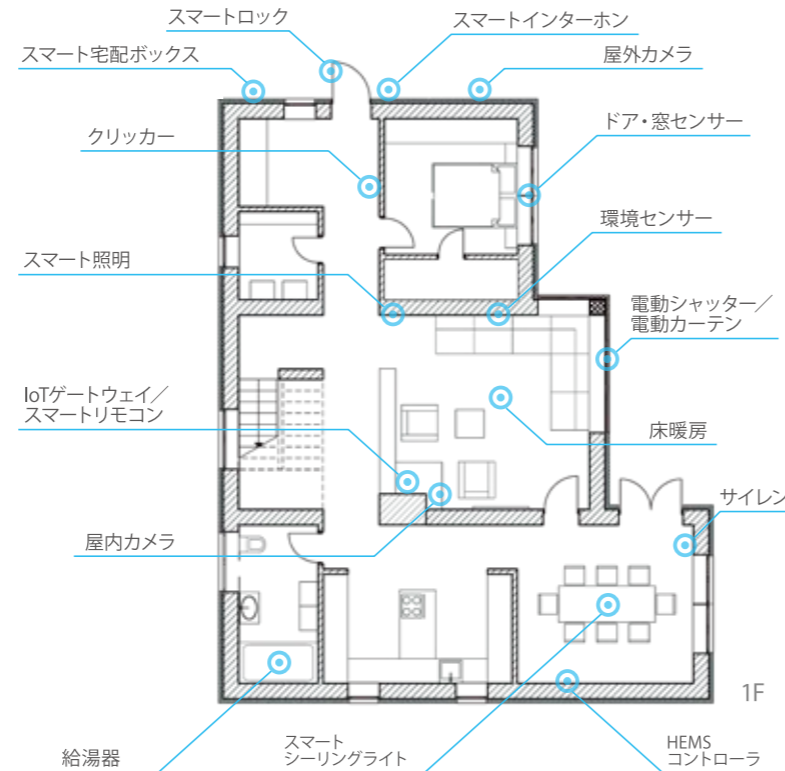 スマートロック
スマートインターホン
スマート宅配ボックス
屋外カメラ
クリッカー
ドア・窓センサー
環境センサー
スマート照明
電動シャッター／
電動カーテン
IoTゲートウェイ／
スマートリモコン
床暖房
サイレン
屋内カメラ
1F
給湯器
スマート
シーリングライト
HEMS
コントローラ